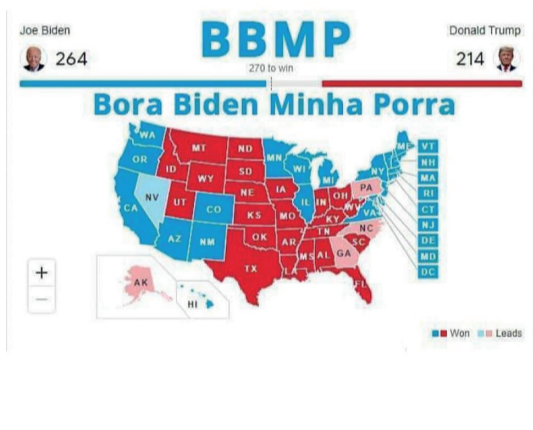 Joe Biden
264
BBMP
270 to win
Donald Trump
214
Bora Biden Minha Porra
WA
MT
ND
MN
ME
VT
OR
ID
SD
WI
MI
NY
NH
WY
MA
NV
NE
IA
PA
RI
CA
UT
CO
IL
IN
OH
WV
VA
CT
KS
MO
KY
NJ
AZ
NM
OK
AR
TN
NC
SC
DE
MD
TX
LA
MS
AL
GA
DC
FL
+
AK
HI
−
Won
Leads